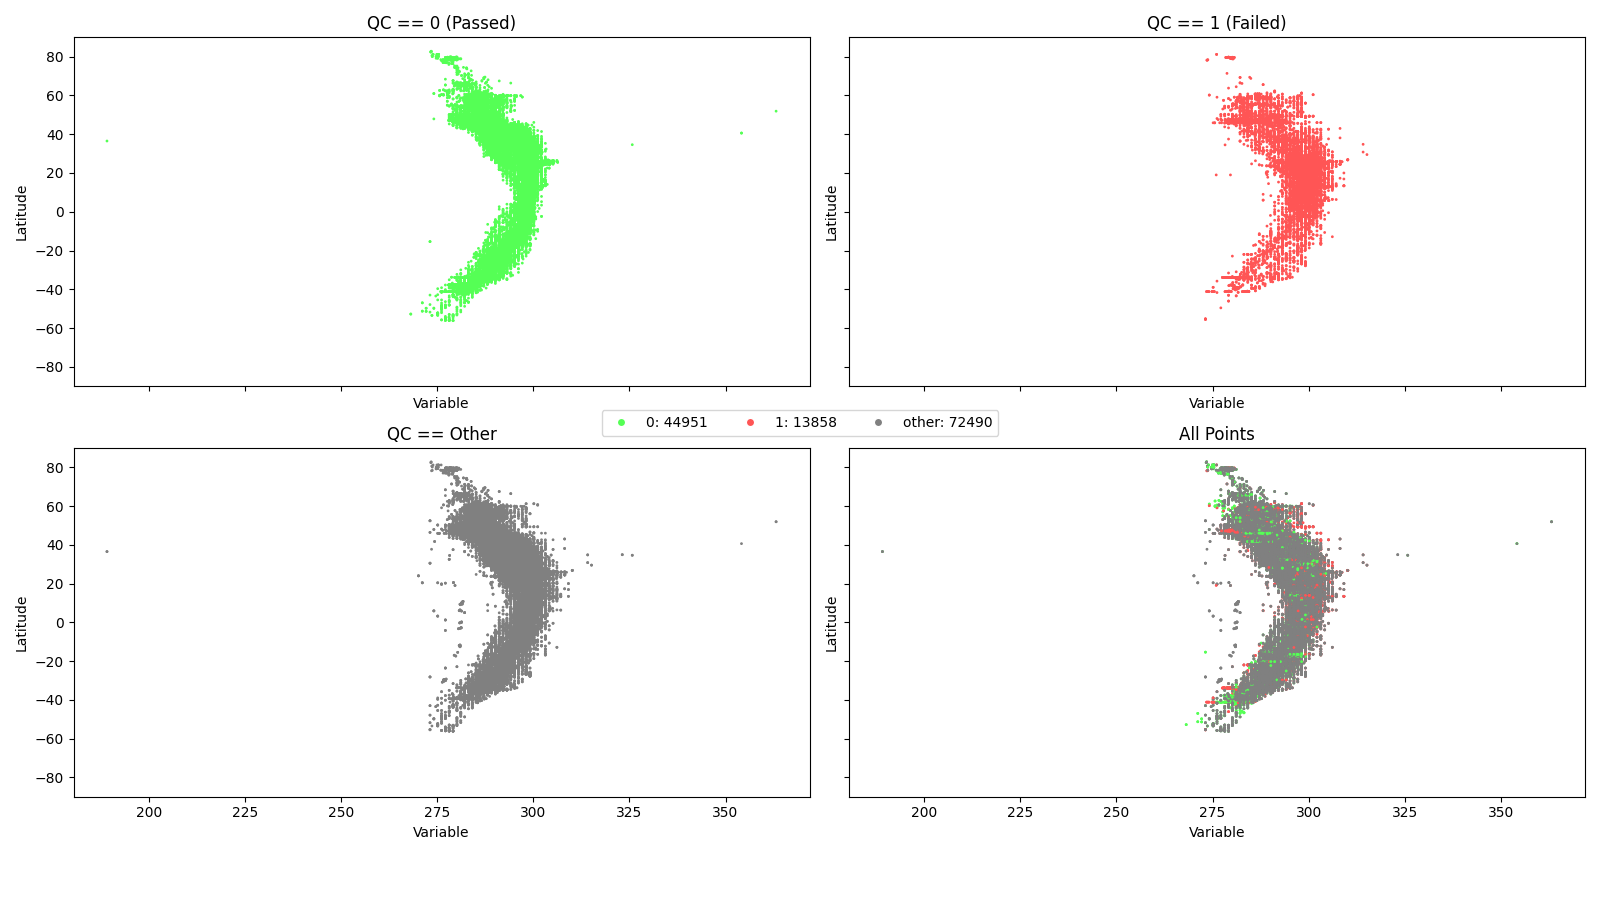 QC == 0 (Passed)
QC == 1 (Failed)
80
60
40
20
0
−20
−40
−60
−80
Latitude
Latitude
Variable
Variable
0: 44951
1: 13858
other: 72490
QC == Other
All Points
80
60
40
20
0
−20
−40
−60
−80
Latitude
Latitude
200
225
250
275
300
325
350
200
225
250
275
300
325
350
Variable
Variable